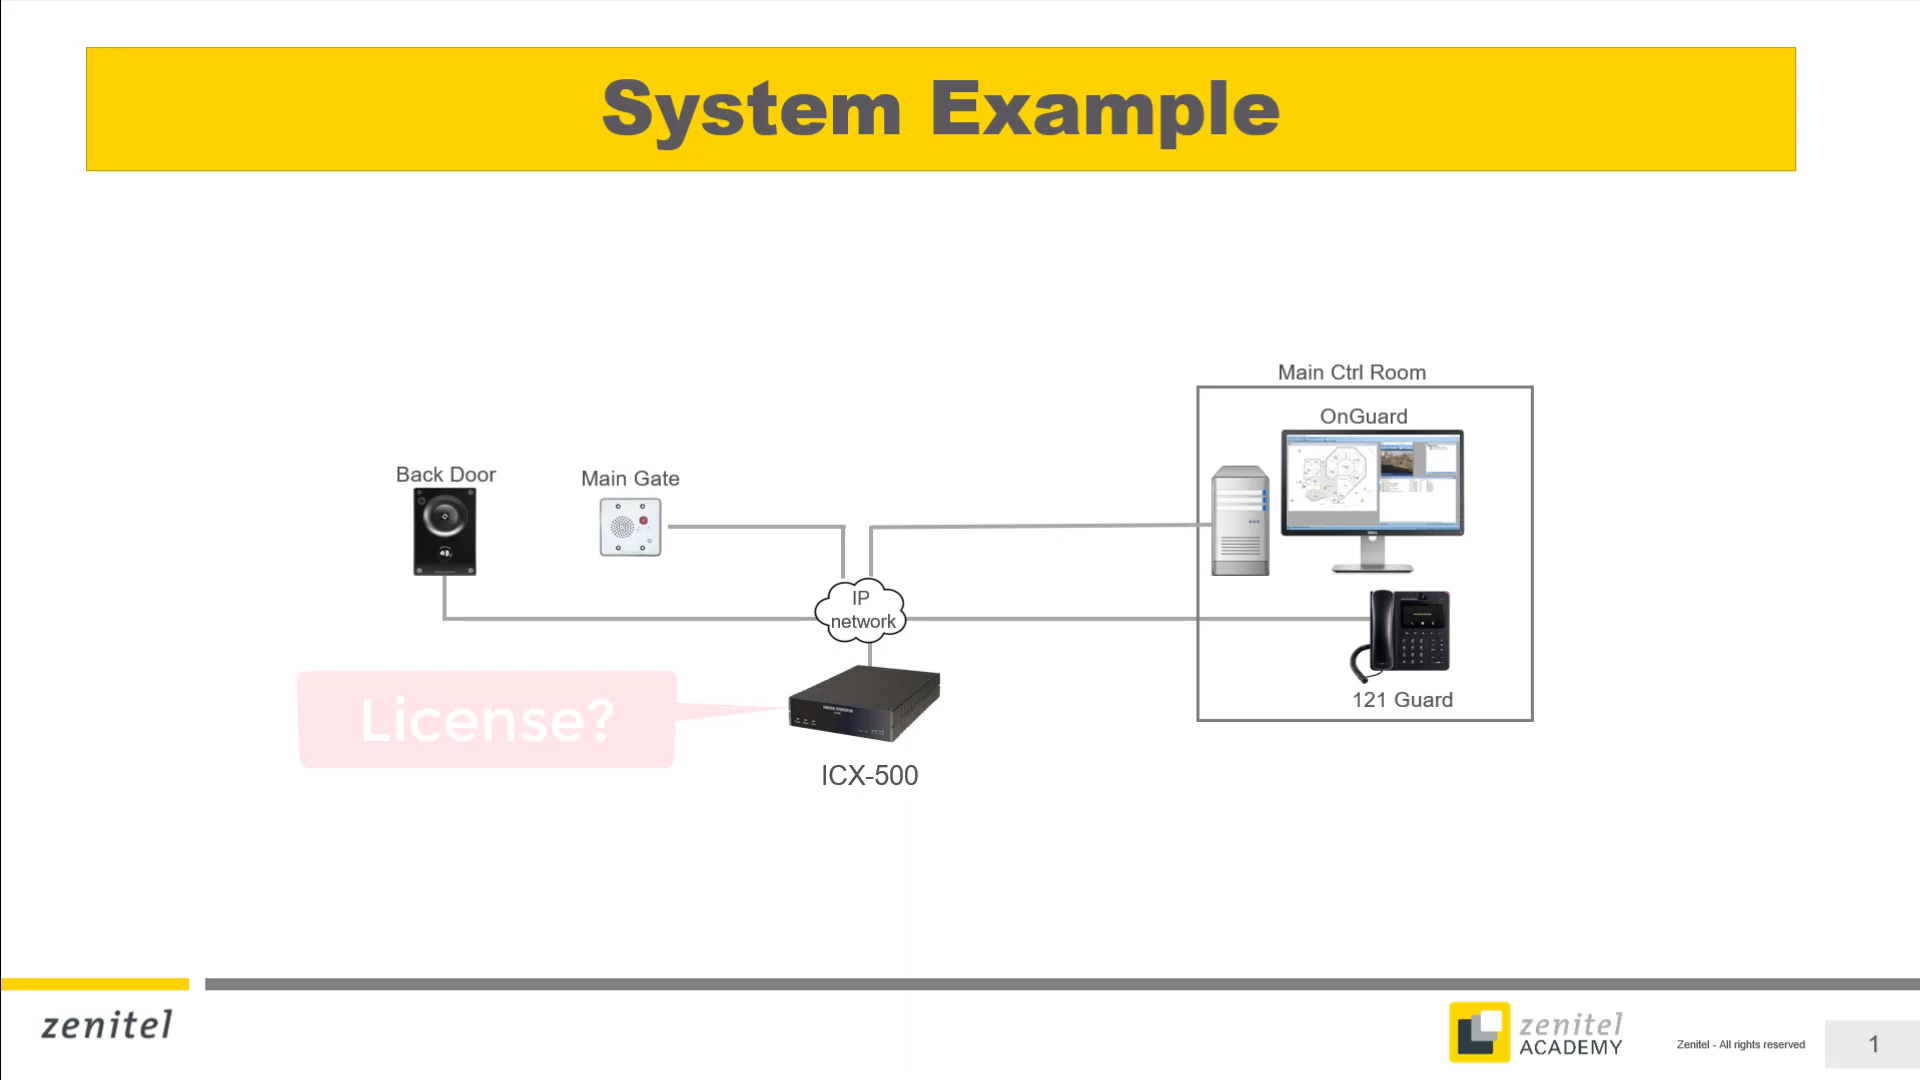 System Example
Main Ctrl Room
OnGuard
Back Door
Main Gate
IP
network
License?
121 Guard
ICX-500
zenitel
zenitel
ACADEMY
Zenitel - All rights reserved
1